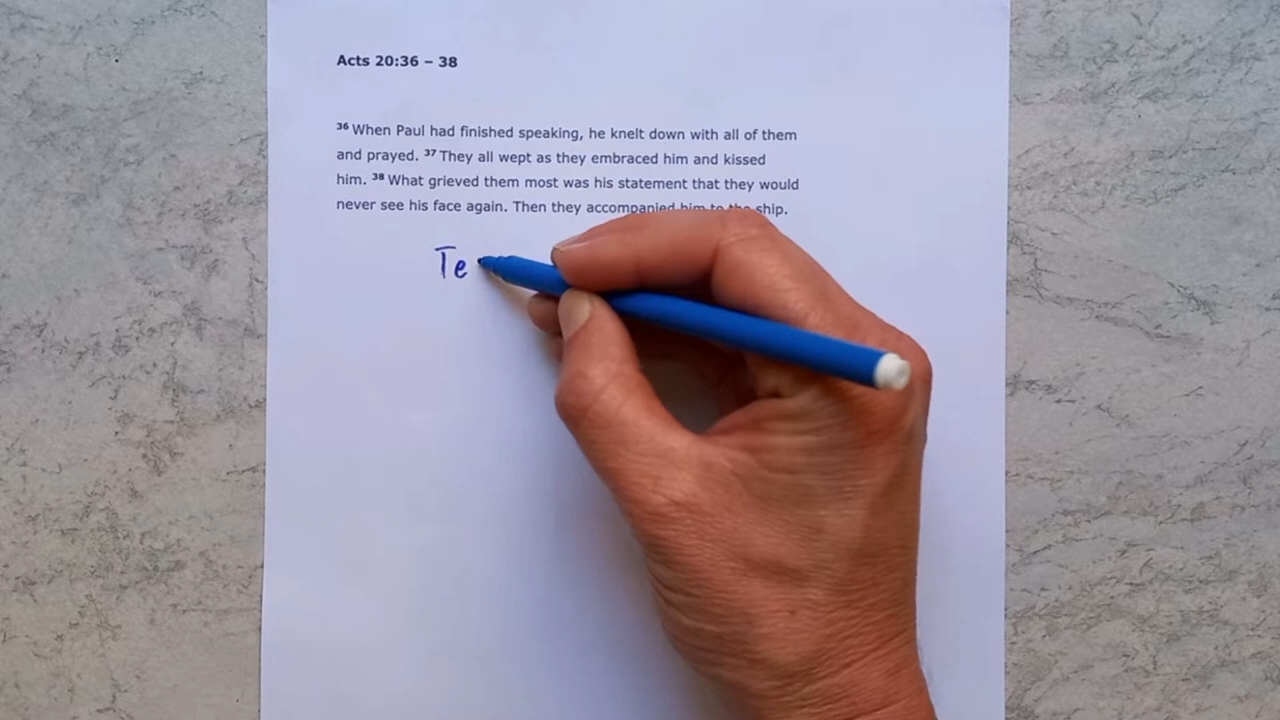 Acts 20:36 – 38
36 When Paul had finished speaking, he knelt down with all of them
and prayed. 37 They all wept as they embraced him and kissed
him. 38 What grieved them most was his statement that they would
never see his face again. Then they accompanied him to the ship.
Te